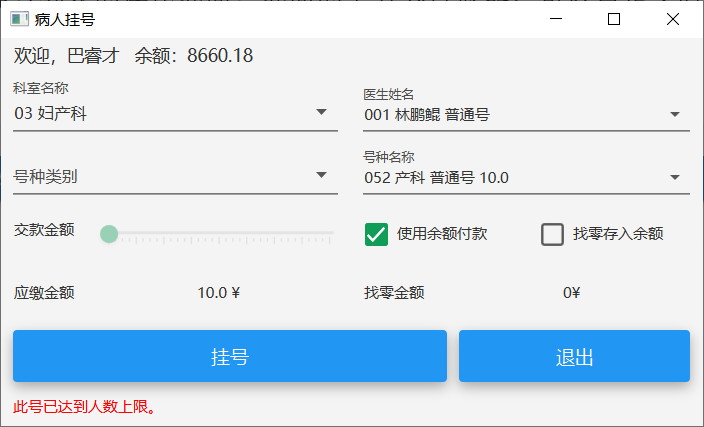 病人挂号
欢迎，巴睿才 余额：8660.18
科室名称
03 妇产科
医生姓名
001 林鹏鲲 普通号
号种类别
号种名称
052 产科 普通号 10.0
交款金额
使用余额付款
找零存入余额
应缴金额
10.0 ¥
找零金额
0¥
挂号
退出
此号已达到人数上限。